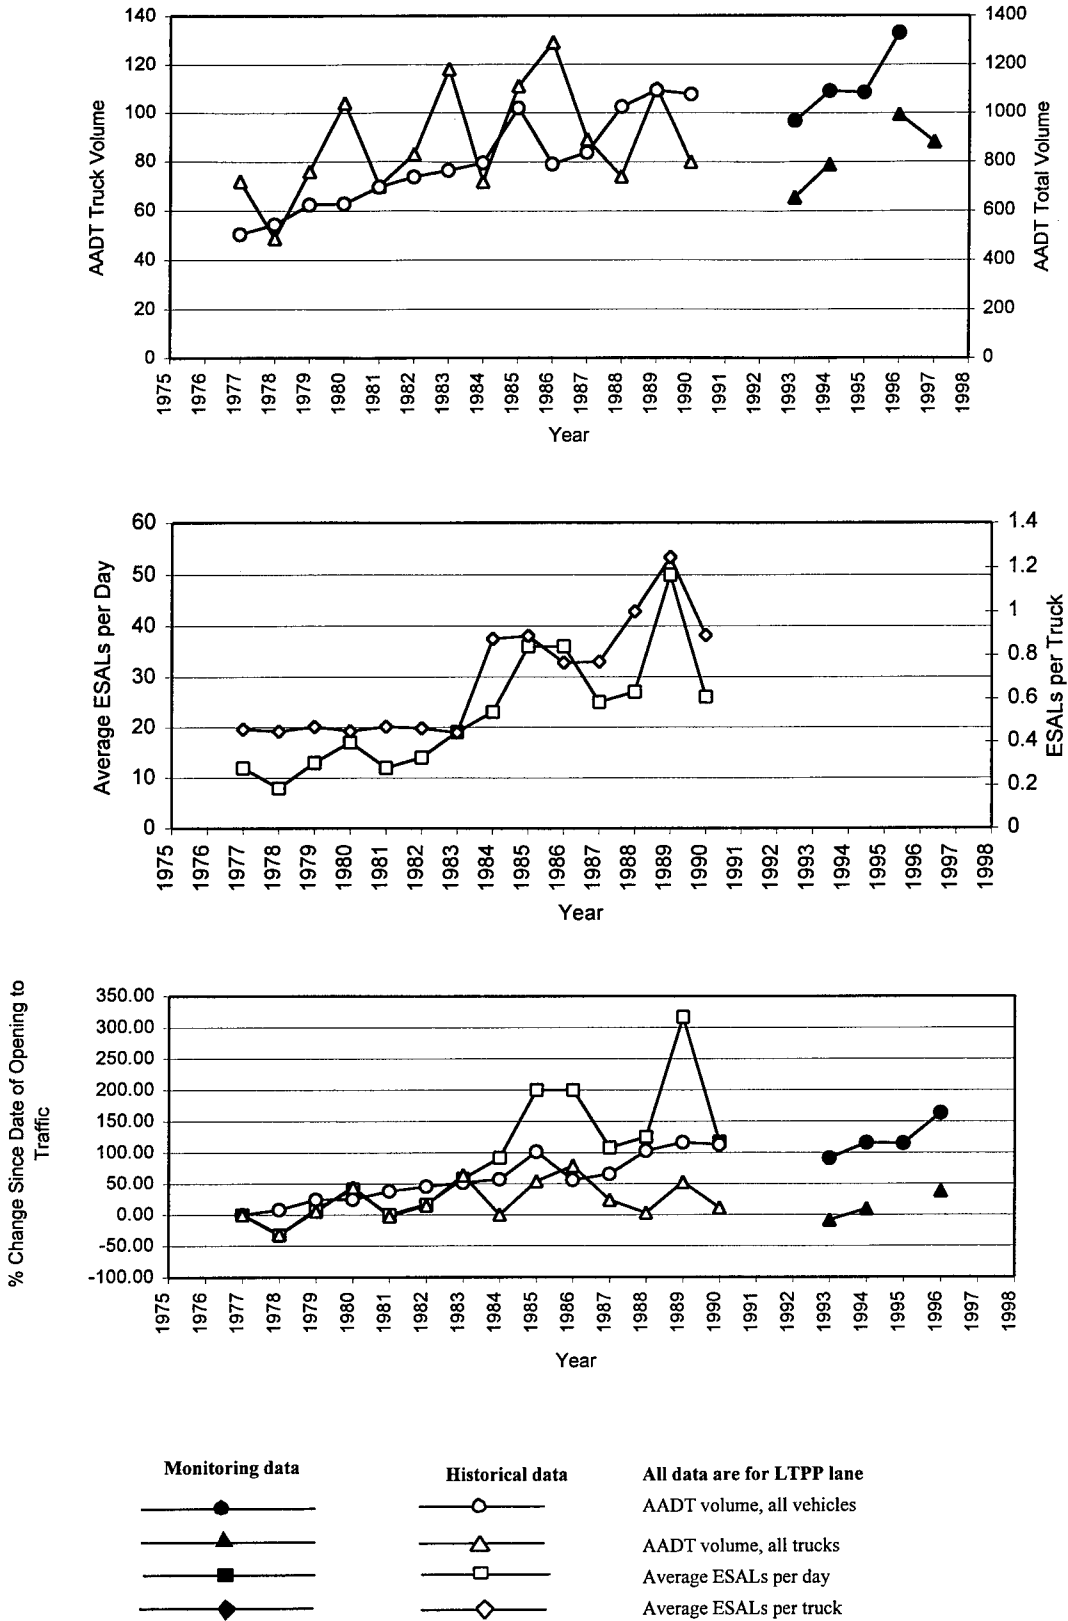 140
120
100
80
60
40
20
0
AADT Truck Volume
1400
1200
1000
800
600
400
200
0
AADT Total Volume
1975 1976 1977 1978 1979 1980 1981 1982 1983 1984 1985 1986 1987 1988 1989 1990 1991 1992 1993 1994 1995 1996 1997 1998
Year
60
50
40
30
20
10
0
Average ESALs per Day
1.4
1.2
1
0.8
0.6
0.4
0.2
0
ESALs per Truck
1975 1976 1977 1978 1979 1980 1981 1982 1983 1984 1985 1986 1987 1988 1989 1990 1991 1992 1993 1994 1995 1996 1997 1998
Year
350.00
300.00
250.00
200.00
150.00
100.00
50.00
0.00
-50.00
-100.00
% Change Since Date of Opening to
Traffic
1975 1976 1977 1978 1979 1980 1981 1982 1983 1984 1985 1986 1987 1988 1989 1990 1991 1992 1993 1994 1995 1996 1997 1998
Year
Monitoring data Historical data All data are for LTPP lane
AADT volume, all vehicles
AADT volume, all trucks
Average ESALs per day
Average ESALs per truck